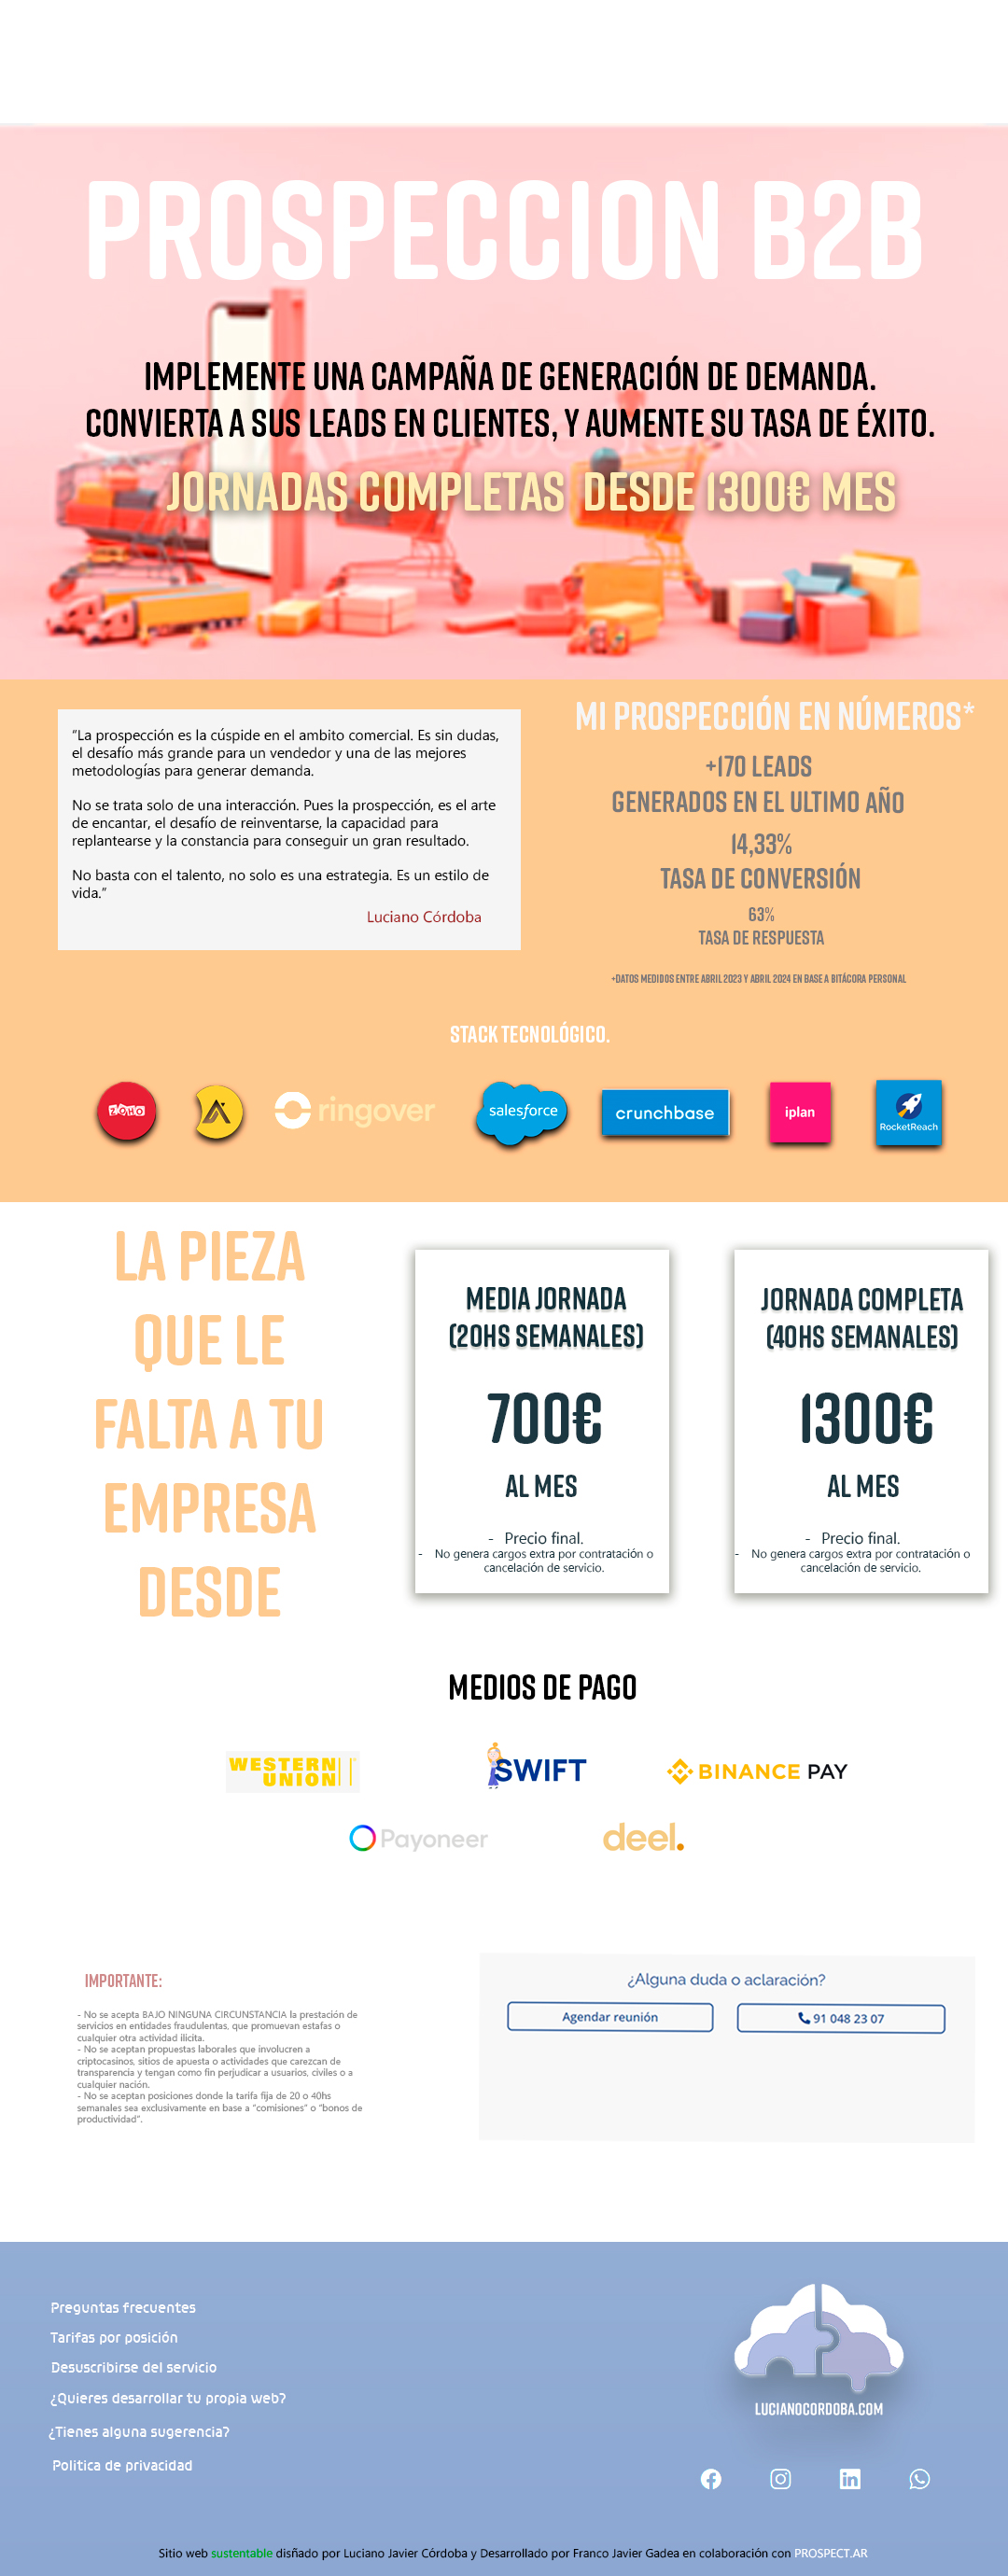 PROSPECCION B2B
IMPLEMENTE UNA CAMPAÑA DE GENERACIÓN DE DEMANDA.
CONVIERTA A SUS LEADS EN CLIENTES, Y AUMENTE SU TASA DE ÉXITO.
JORNADAS COMPLETAS DESDE 1300€ MES
"La prospección es la cúspide en el ambito comercial. Es sin dudas,
el desafío más grande para un vendedor y una de las mejores
metodologías para generar demanda.
No se trata solo de una interacción. Pues la prospección, es el arte
de encantar, el desafío de reinventarse, la capacidad para
replantearse y la constancia para conseguir un gran resultado.
No basta con el talento, no solo es una estrategia. Es un estilo de
vida."
Luciano Córdoba
MI PROSPECCIÓN EN NÚMEROS*
+170 LEADS
GENERADOS EN EL ULTIMO AÑO
14,33%
TASA DE CONVERSIÓN
63%
TASA DE RESPUESTA
+DATOS MEDIDOS ENTRE ABRIL 2023 Y ABRIL 2024 EN BASE A BITÁCORA PERSONAL
STACK TECNOLÓGICO.
ZOHO
ringover
salesforce
crunchbase
iplan
RocketReach
LA PIEZA
QUE LE
FALTA A TU
EMPRESA
DESDE
MEDIA JORNADA
(20HS SEMANALES)
700€
AL MES
- Precio final.
- No genera cargos extra por contratación o
cancelación de servicio.
JORNADA COMPLETA
(40HS SEMANALES)
1300€
AL MES
- Precio final.
- No genera cargos extra por contratación o
cancelación de servicio.
MEDIOS DE PAGO
WESTERN
UNION
SWIFT
BINANCE PAY
Payoneer
deel.
IMPORTANTE:
- No se acepta BAJO NINGUNA CIRCUNSTANCIA la prestación de
servicios en entidades fraudulentas, que promuevan estafas o
cualquier otra actividad ilícita.
- No se aceptan propuestas laborales que involucren a
criptocasinos, sitios de apuesta o actividades que carezcan de
transparencia y tengan como fin perjudicar a usuarios, civiles o a
cualquier nación.
- No se aceptan posiciones donde la tarifa fija de 20 o 40hs
semanales sea exclusivamente en base a "comisiones" o "bonos de
productividad".
¿Alguna duda o aclaración?
Agendar reunión
91 048 23 07
Preguntas frecuentes
Tarifas por posición
Desuscribirse del servicio
¿Quieres desarrollar tu propia web?
¿Tienes alguna sugerencia?
Politica de privacidad
LUCIANOCORDOBA.COM
Sitio web sustentable disñado por Luciano Javier Córdoba y Desarrollado por Franco Javier Gadea en colaboración con PROSPECT.AR